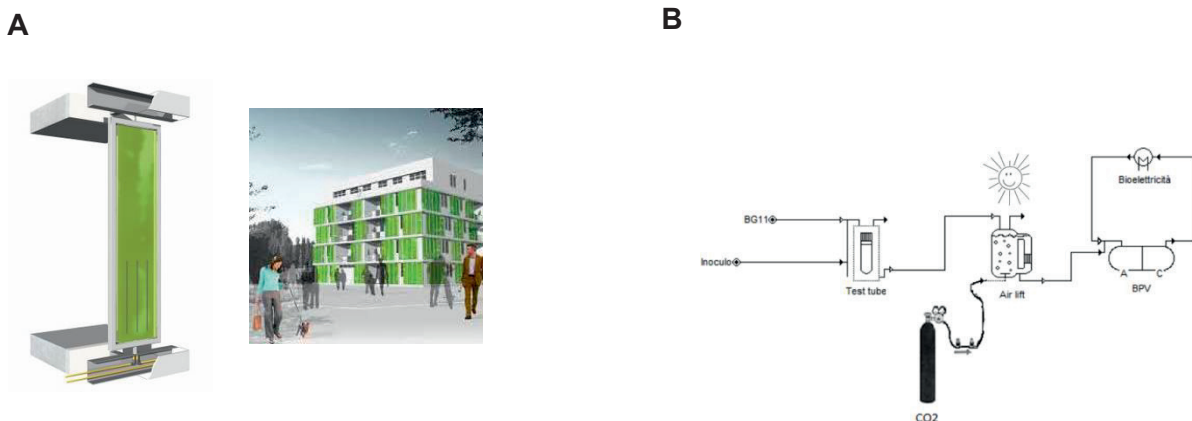 A
B
Bioelettricità
BG11
Inoculo
Test tube
Air lift
A C
BPV
CO2